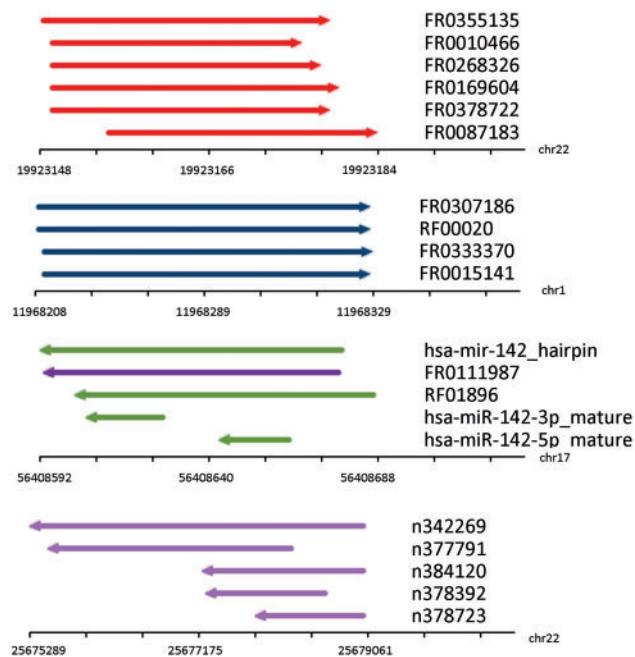 FR0355135
FR0010466
FR0268326
FR0169604
FR0378722
FR0087183
chr22
19923148 19923166 19923184
FR0307186
RF00020
FR0333370
FR0015141
chr1
11968208 11968289 11968329
hsa-mir-142_hairpin
FR0111987
RF01896
hsa-miR-142-3p_mature
hsa-miR-142-5p mature
chr17
56408592 56408640 56408688
n342269
n377791
n384120
n378392
n378723
chr22
25675289 25677175 25679061